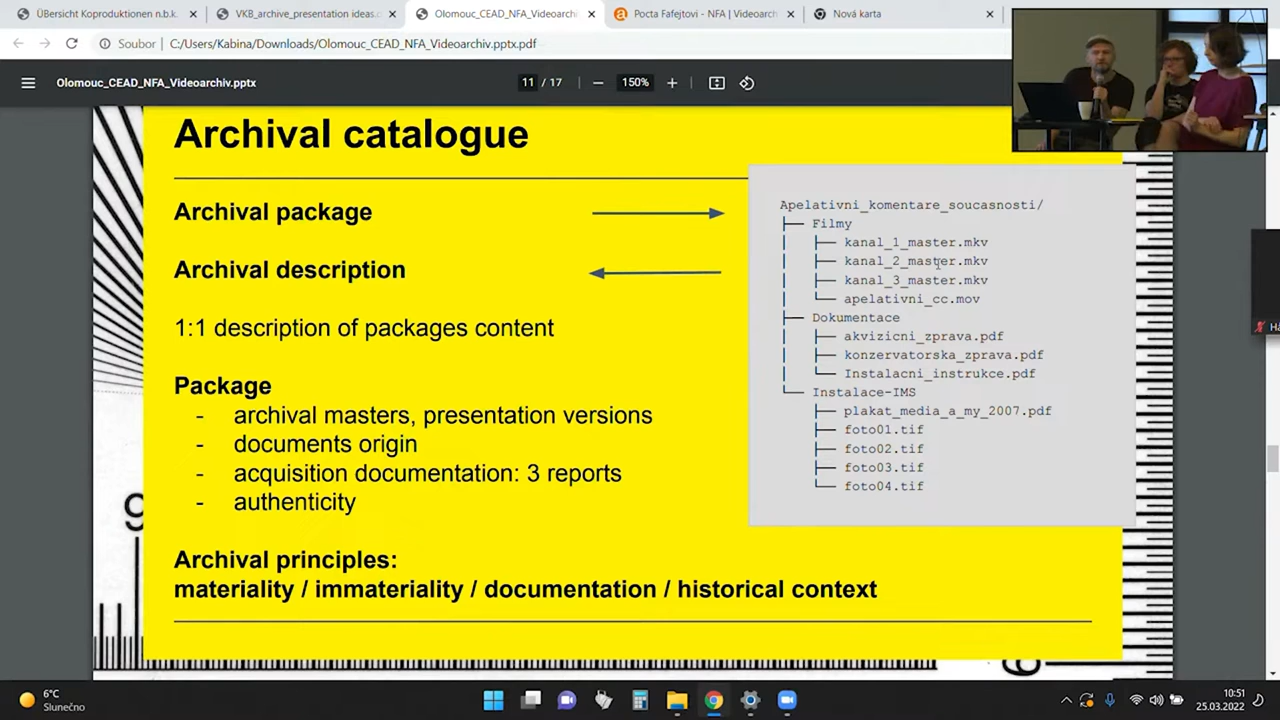 Übersicht Koproduktionen n.b.k.
VKB_archive_presentation ideas.o
Olomouc_CEAD_NFA_Videoarchiv
Pocta Fafejtovi - NFA | Videoarchiv
Nová karta
Soubor
C:/Users/Kabina/Downloads/Olomouc_CEAD_NFA_Videoarchiv.pptx.pdf
Olomouc_CEAD_NFA_Videoarchiv.pptx
11 / 17
150%
Archival catalogue
Archival package
Archival description
1:1 description of packages content
Package
- archival masters, presentation versions
- documents origin
- acquisition documentation: 3 reports
- authenticity
Archival principles:
materiality / immateriality / documentation / historical context
Apelativni_komentare_soucasnosti/
├── Filmy
│   ├── kanal_1_master.mkv
│   ├── kanal_2_master.mkv
│   ├── kanal_3_master.mkv
│   └── apelativni_cc.mov
├── Dokumentace
│   ├── akvizicni_zprava.pdf
│   ├── konzervatorska_zprava.pdf
│   └── Instalacni_instrukce.pdf
└── Instalace-IMS
├── plakat_media_a_my_2007.pdf
├── foto01.tif
├── foto02.tif
├── foto03.tif
└── foto04.tif
9
6°C
Slunečno
10:51
25.03.2022